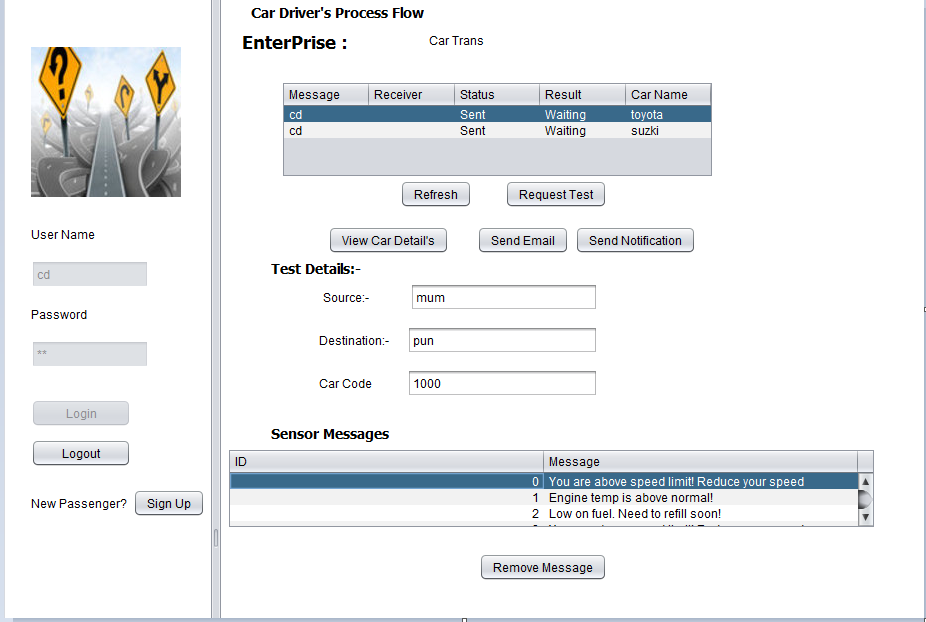 Car Driver's Process Flow
EnterPrise : Car Trans
Message Receiver Status Result Car Name
cd Sent Waiting toyota
cd Sent Waiting suzki
Refresh Request Test
View Car Detail's Send Email Send Notification
Test Details:-
Source:- mum
Destination:- pun
Car Code 1000
Sensor Messages
ID Message
0 You are above speed limit! Reduce your speed
1 Engine temp is above normal!
2 Low on fuel. Need to refill soon!
Remove Message
User Name
cd
Password
**
Login
Logout
New Passenger? Sign Up